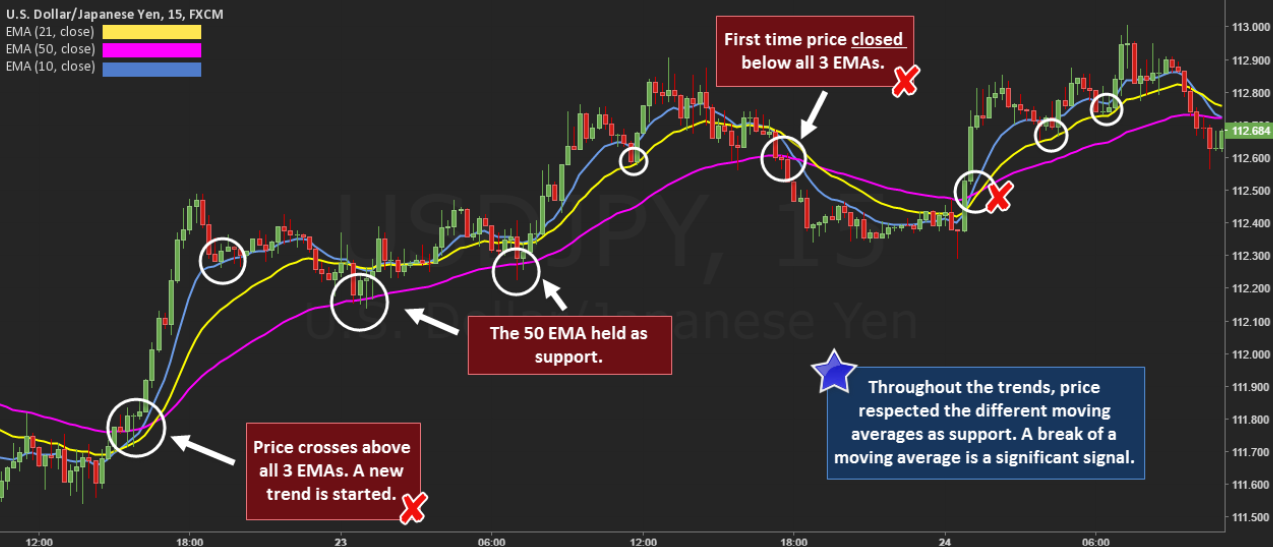 U.S. Dollar/Japanese Yen, 15, FXCM
EMA (21, close)
EMA (50, close)
EMA (10, close)
First time price closed
below all 3 EMAs.
USDJPY, 15
U.S. Dollar/Japanese Yen
The 50 EMA held as
support.
Throughout the trends, price
respected the different moving
averages as support. A break of a
moving average is a significant signal.
Price crosses above
all 3 EMAs. A new
trend is started.
113.000
112.900
112.800
112.684
112.600
112.500
112.400
112.300
112.200
112.100
112.000
111.900
111.800
111.700
111.600
111.500
12:00 18:00 23 06:00 12:00 18:00 24 06:00